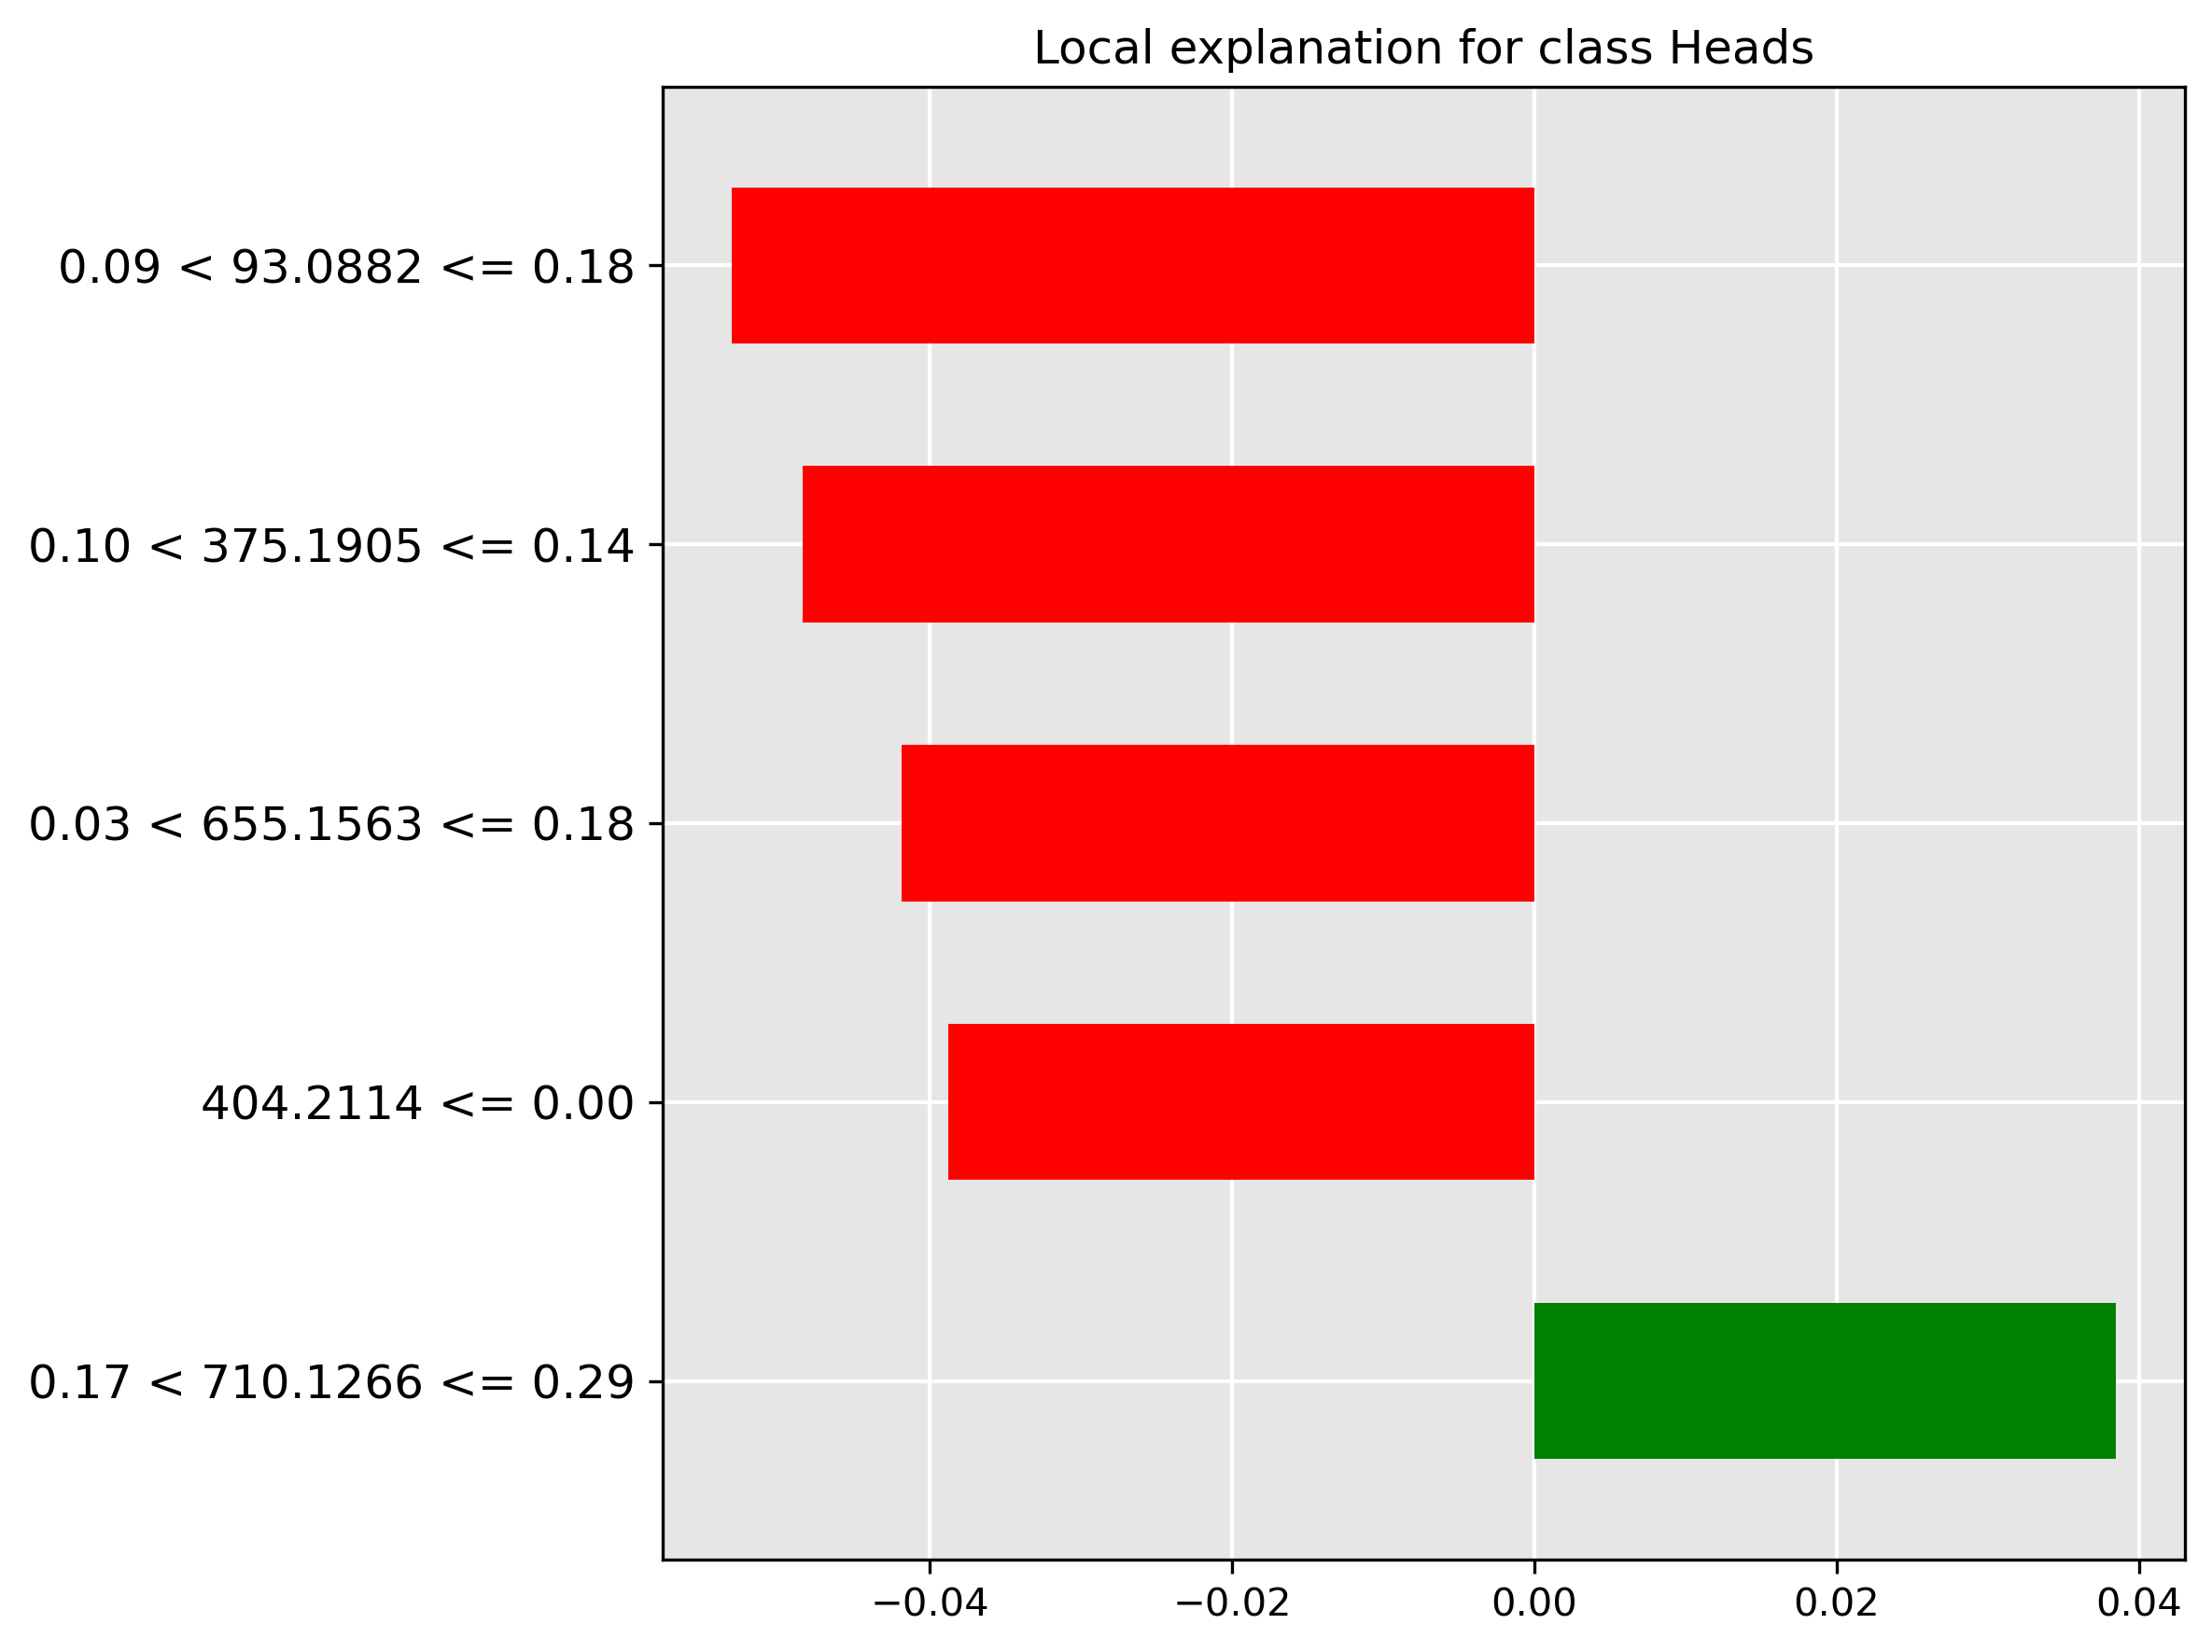 Local explanation for class Heads
0.09 < 93.0882 <= 0.18
0.10 < 375.1905 <= 0.14
0.03 < 655.1563 <= 0.18
404.2114 <= 0.00
0.17 < 710.1266 <= 0.29
−0.04 −0.02 0.00 0.02 0.04